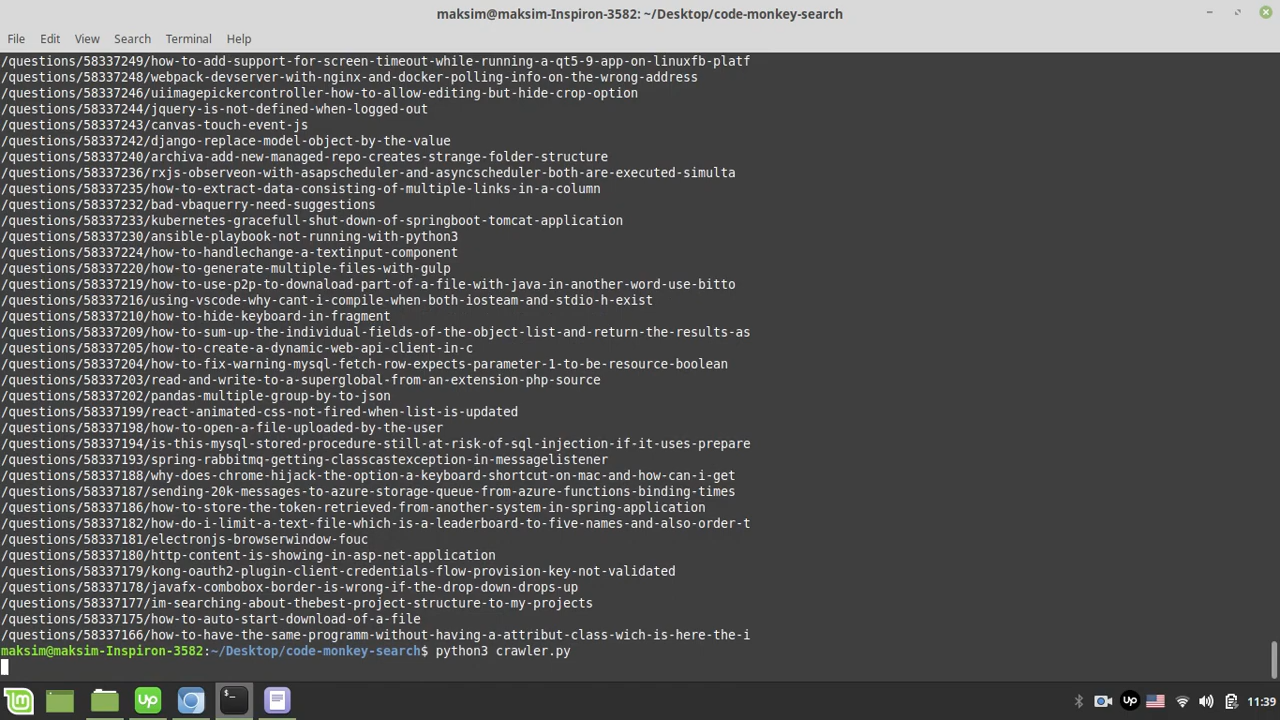 maksim@maksim-Inspiron-3582: ~/Desktop/code-monkey-search
File Edit View Search Terminal Help
/questions/58337249/how-to-add-support-for-screen-timeout-while-running-a-qt5-9-app-on-linuxfb-platf
/questions/58337248/webpack-devserver-with-nginx-and-docker-polling-info-on-the-wrong-address
/questions/58337246/uiimagepickercontroller-how-to-allow-editing-but-hide-crop-option
/questions/58337244/jquery-is-not-defined-when-logged-out
/questions/58337243/canvas-touch-event-js
/questions/58337242/django-replace-model-object-by-the-value
/questions/58337240/archiva-add-new-managed-repo-creates-strange-folder-structure
/questions/58337236/rxjs-observeon-with-asapscheduler-and-asyncscheduler-both-are-executed-simulta
/questions/58337235/how-to-extract-data-consisting-of-multiple-links-in-a-column
/questions/58337232/bad-vbaquerry-need-suggestions
/questions/58337233/kubernetes-gracefull-shut-down-of-springboot-tomcat-application
/questions/58337230/ansible-playbook-not-running-with-python3
/questions/58337224/how-to-handlechange-a-textinput-component
/questions/58337220/how-to-generate-multiple-files-with-gulp
/questions/58337219/how-to-use-p2p-to-downaload-part-of-a-file-with-java-in-another-word-use-bitto
/questions/58337216/using-vscode-why-cant-i-compile-when-both-iosteam-and-stdio-h-exist
/questions/58337210/how-to-hide-keyboard-in-fragment
/questions/58337209/how-to-sum-up-the-individual-fields-of-the-object-list-and-return-the-results-as
/questions/58337205/how-to-create-a-dynamic-web-api-client-in-c
/questions/58337204/how-to-fix-warning-mysql-fetch-row-expects-parameter-1-to-be-resource-boolean
/questions/58337203/read-and-write-to-a-superglobal-from-an-extension-php-source
/questions/58337202/pandas-multiple-group-by-to-json
/questions/58337199/react-animated-css-not-fired-when-list-is-updated
/questions/58337198/how-to-open-a-file-uploaded-by-the-user
/questions/58337194/is-this-mysql-stored-procedure-still-at-risk-of-sql-injection-if-it-uses-prepare
/questions/58337193/spring-rabbitmq-getting-classcastexception-in-messagelistener
/questions/58337188/why-does-chrome-hijack-the-option-a-keyboard-shortcut-on-mac-and-how-can-i-get
/questions/58337187/sending-20k-messages-to-azure-storage-queue-from-azure-functions-binding-times
/questions/58337186/how-to-store-the-token-retrieved-from-another-system-in-spring-application
/questions/58337182/how-do-i-limit-a-text-file-which-is-a-leaderboard-to-five-names-and-also-order-t
/questions/58337181/electronjs-browserwindow-fouc
/questions/58337180/http-content-is-showing-in-asp-net-application
/questions/58337179/kong-oauth2-plugin-client-credentials-flow-provision-key-not-validated
/questions/58337178/javafx-combobox-border-is-wrong-if-the-drop-down-drops-up
/questions/58337177/im-searching-about-thebest-project-structure-to-my-projects
/questions/58337175/how-to-auto-start-download-of-a-file
/questions/58337166/how-to-have-the-same-programm-without-having-a-attribut-class-wich-is-here-the-i
maksim@maksim-Inspiron-3582:~/Desktop/code-monkey-search$ python3 crawler.py
up $_ up 11:39